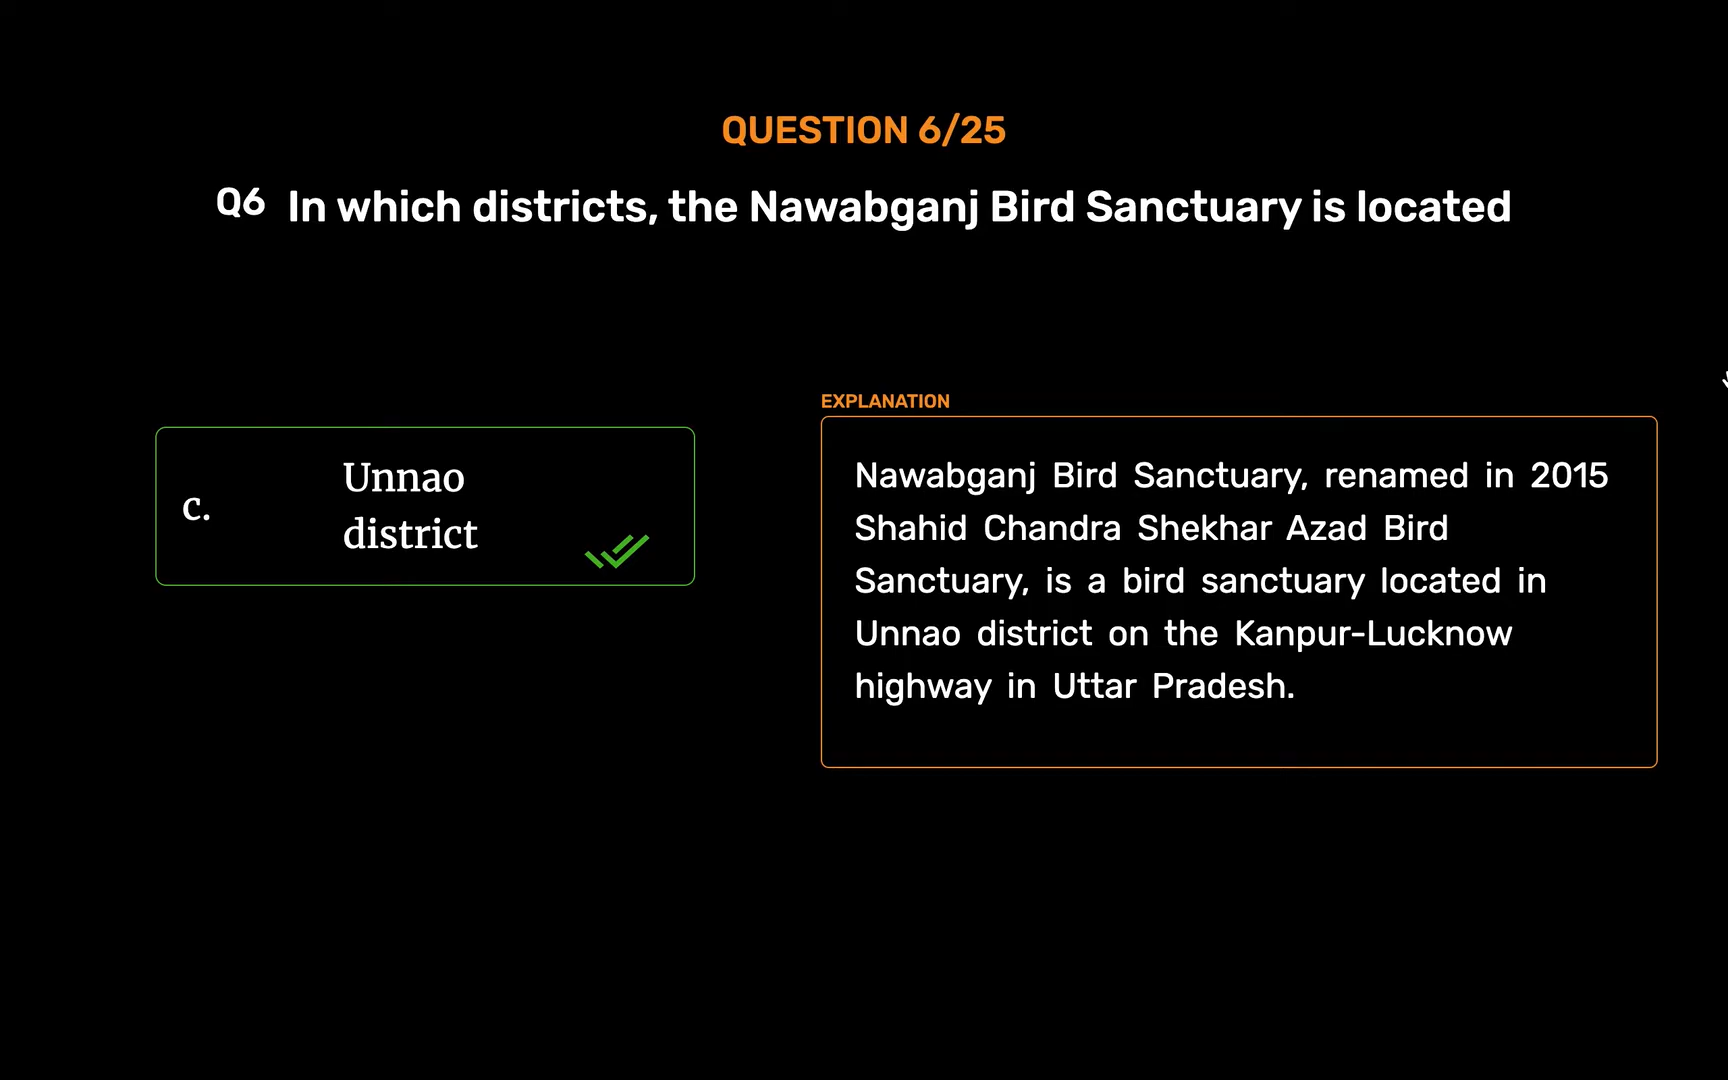 QUESTION 6/25
Q6 In which districts, the Nawabganj Bird Sanctuary is located
c. Unnao
district
EXPLANATION
Nawabganj Bird Sanctuary, renamed in 2015
Shahid Chandra Shekhar Azad Bird
Sanctuary, is a bird sanctuary located in
Unnao district on the Kanpur-Lucknow
highway in Uttar Pradesh.